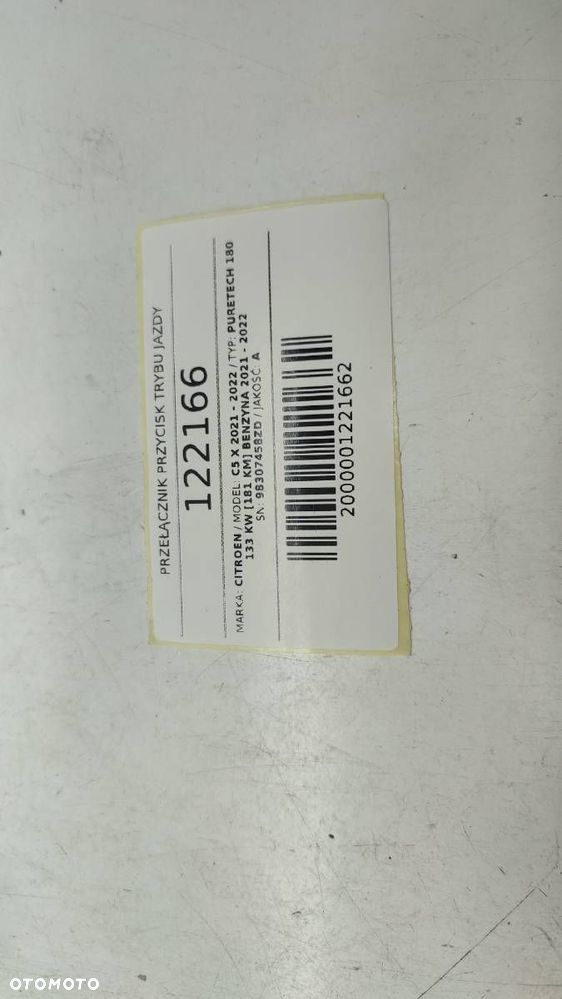 PRZEŁĄCZNIK PRZYCISK TRYBU JAZDY
122166
MARKA: CITROEN / MODEL: C5 X 2021 - 2022 / TYP: PURETECH 180
133 KW [181 KM] BENZYNA 2021 - 2022
SN: 98307458ZD / JAKOŚĆ: A
2000001221662
OTOMOTO